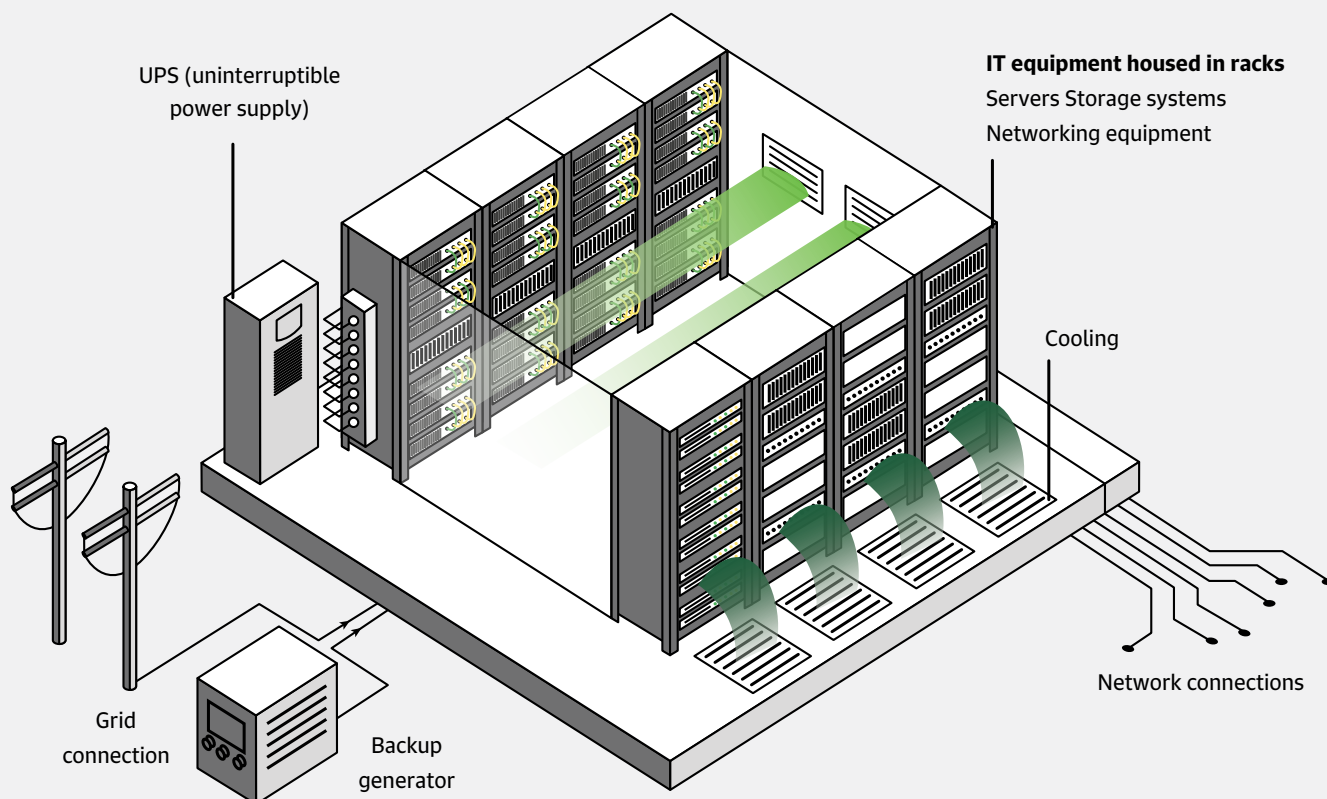 UPS (uninterruptible
power supply)
IT equipment housed in racks
Servers Storage systems
Networking equipment
Cooling
Network connections
Grid
connection
Backup
generator